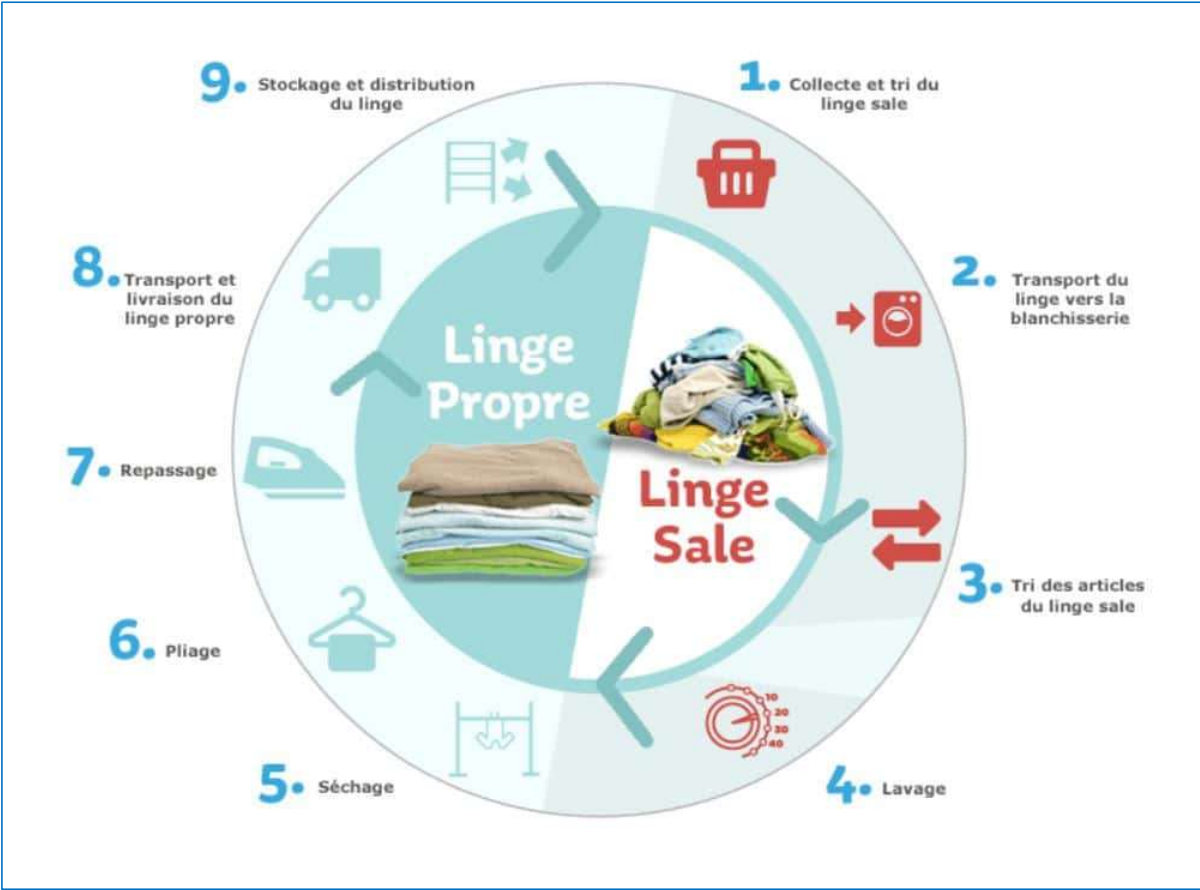 1. Collecte et tri du
linge sale
2. Transport du
linge vers la
blanchisserie
3. Tri des articles
du linge sale
4. Lavage
5. Séchage
6. Pliage
7. Repassage
8. Transport et
livraison du
linge propre
9. Stockage et distribution
du linge
Linge
Propre
Linge
Sale
10
20
30
40